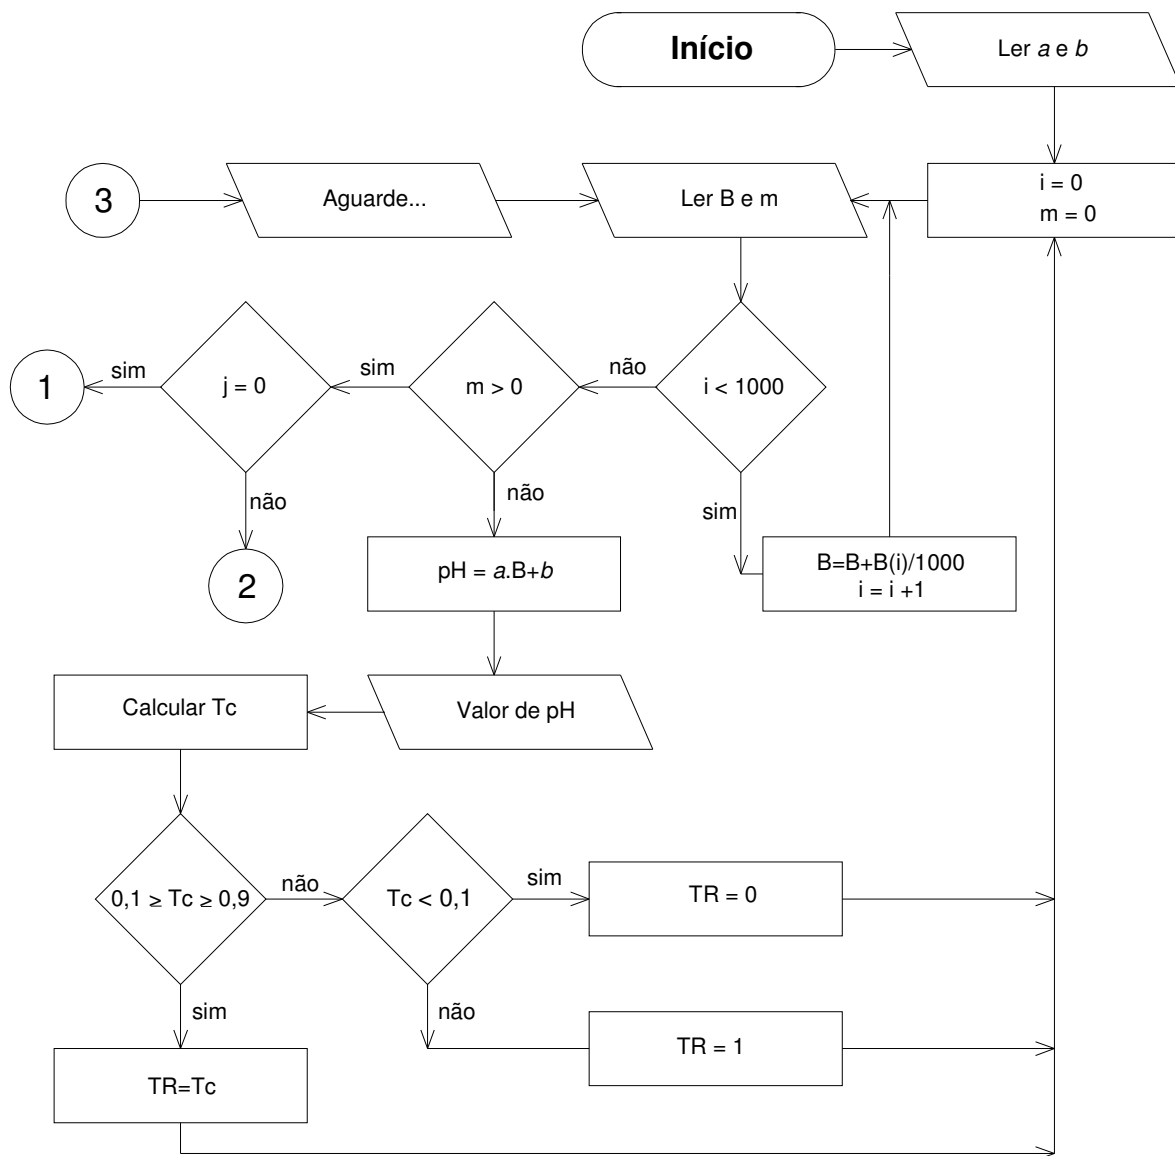 Início
Ler a e b
3
Aguarde...
Ler B e m
i = 0
m = 0
1
sim
j = 0
sim
m > 0
não
i < 1000
não
2
não
pH = a.B+b
sim
B=B+B(i)/1000
i = i +1
Calcular Tc
Valor de pH
0,1 ≥ Tc ≥ 0,9
não
Tc < 0,1
sim
TR = 0
sim
não
TR=Tc
TR = 1